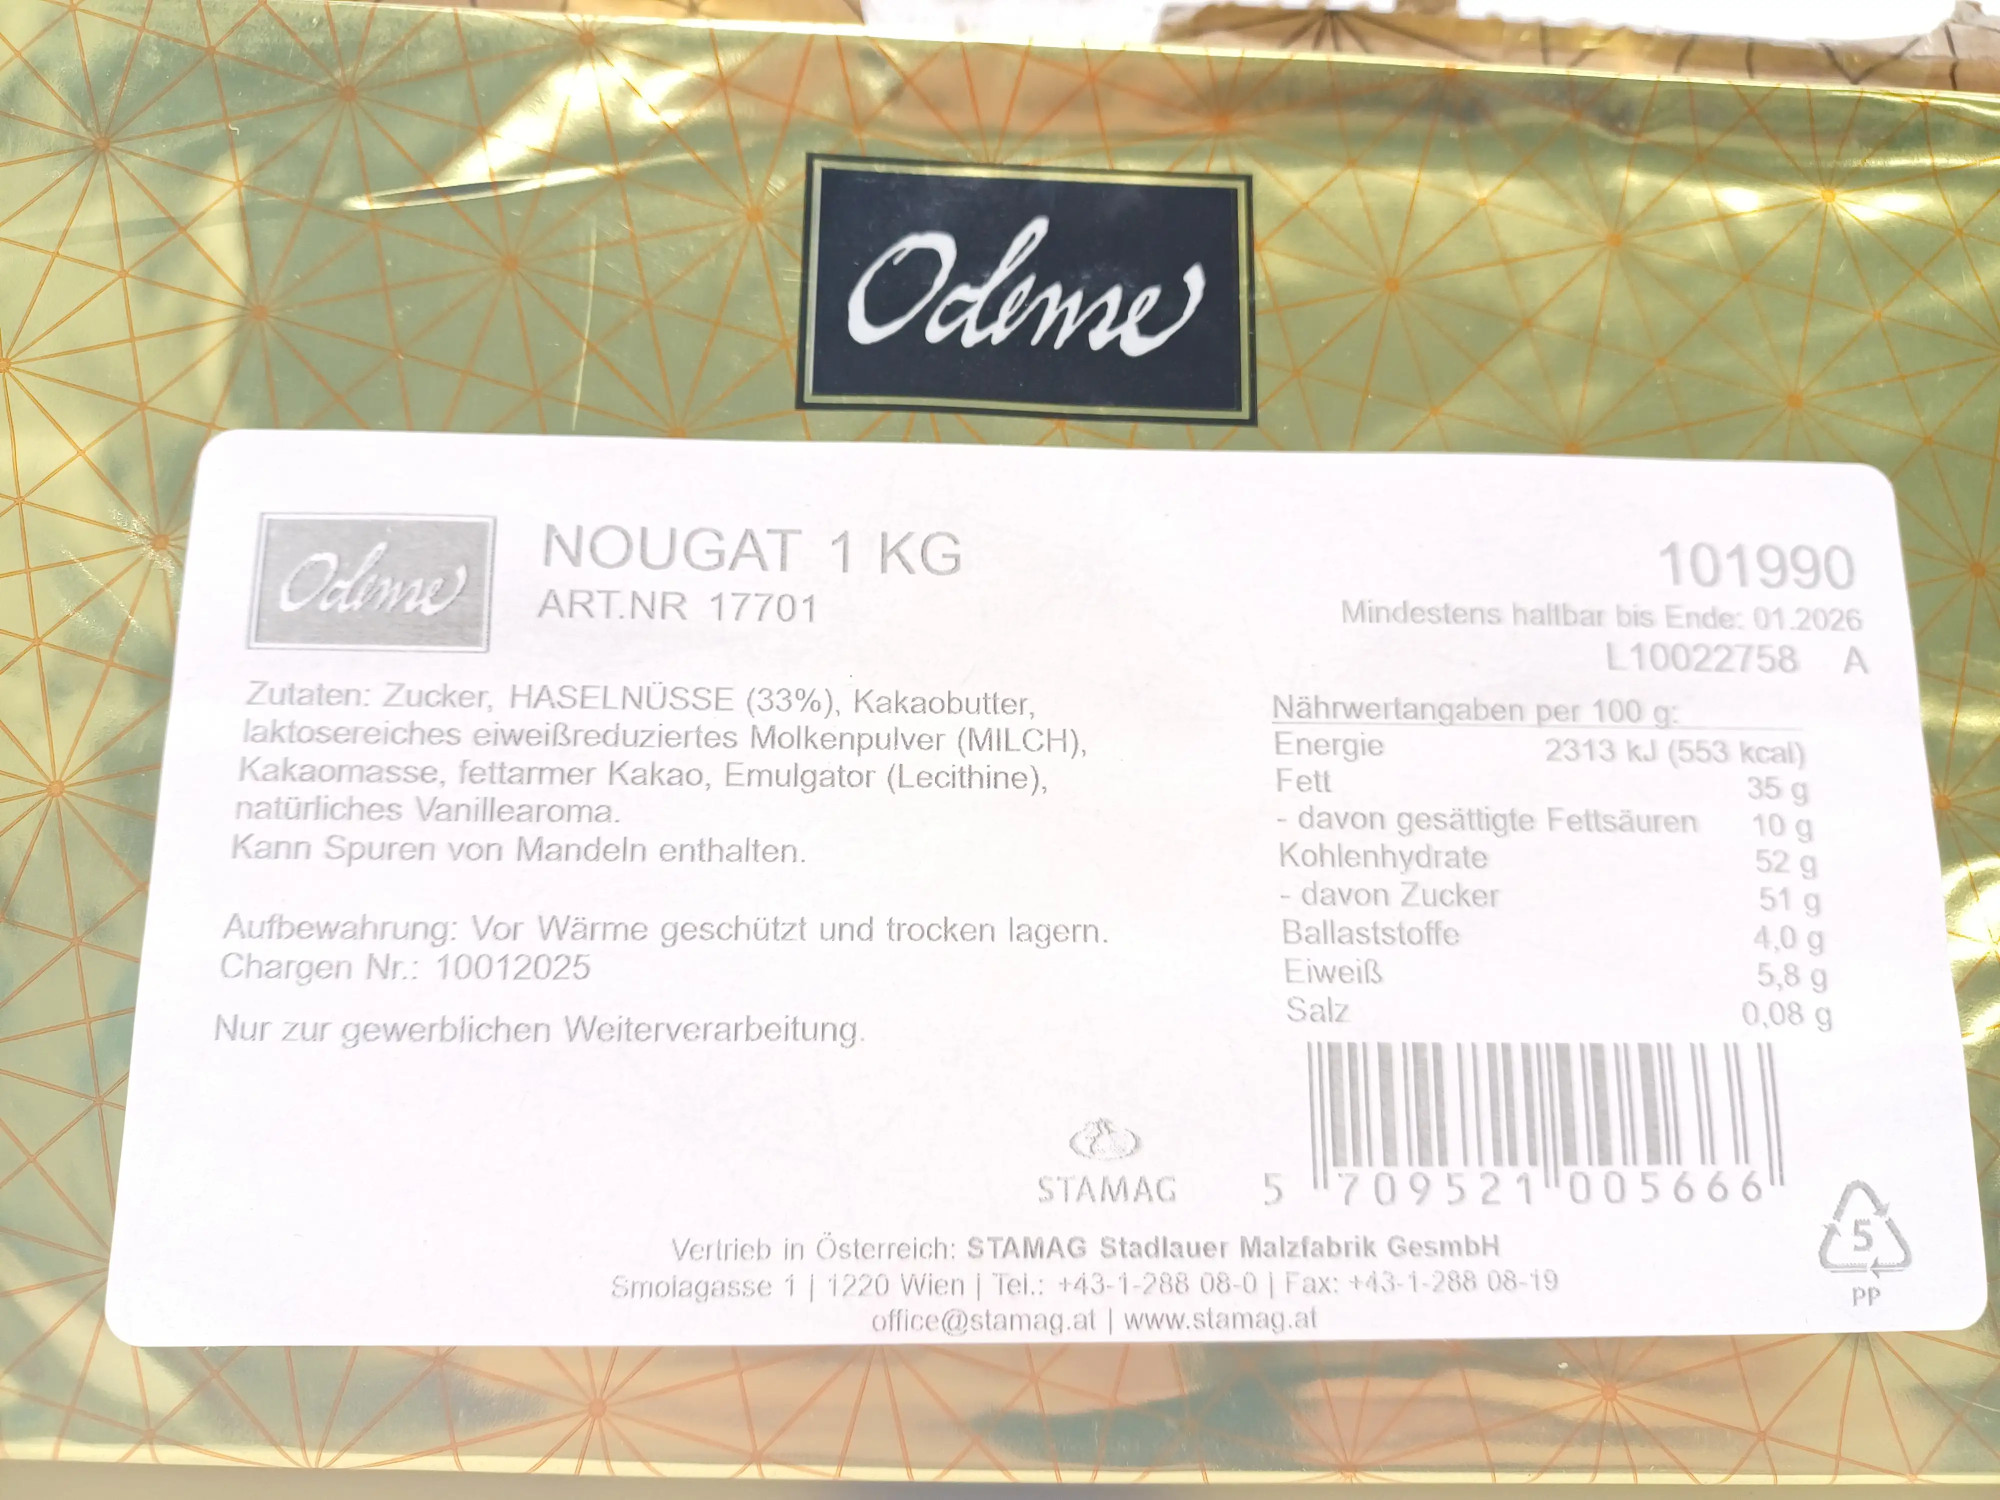 Odense
Odense
NOUGAT 1 KG
ART.NR 17701
101990
Mindestens haltbar bis Ende: 01.2026
L10022758 A
Zutaten: Zucker, HASELNÜSSE (33%), Kakaobutter,
laktosereiches eiweißreduziertes Molkenpulver (MILCH),
Kakaomasse, fettarmer Kakao, Emulgator (Lecithine),
natürliches Vanillearoma.
Kann Spuren von Mandeln enthalten.
Aufbewahrung: Vor Wärme geschützt und trocken lagern.
Chargen Nr.: 10012025
Nur zur gewerblichen Weiterverarbeitung.
Nährwertangaben per 100 g:
Energie 2313 kJ (553 kcal)
Fett 35 g
- davon gesättigte Fettsäuren 10 g
Kohlenhydrate 52 g
- davon Zucker 51 g
Ballaststoffe 4,0 g
Eiweiß 5,8 g
Salz 0,08 g
STAMAG
5 709521 005666
5
PP
Vertrieb in Österreich: STAMAG Stadlauer Malzfabrik GesmbH
Smolagasse 1 | 1220 Wien | Tel.: +43-1-288 08-0 | Fax: +43-1-288 08-19
office@stamag.at | www.stamag.at